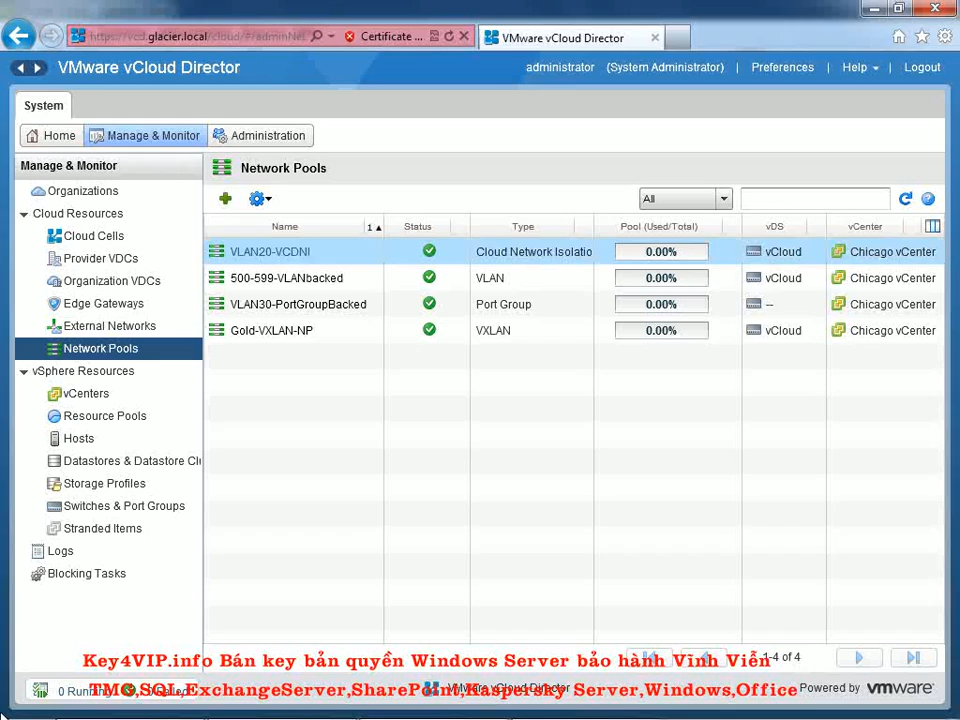 https://vcd.glacier.local/cloud/#/adminNet
Certificate ...
VMware vCloud Director
VMware vCloud Director
administrator (System Administrator) | Preferences | Help | Logout
System
Home
Manage & Monitor
Administration
Manage & Monitor
Organizations
Cloud Resources
Cloud Cells
Provider VDCs
Organization VDCs
Edge Gateways
External Networks
Network Pools
vSphere Resources
vCenters
Resource Pools
Hosts
Datastores & Datastore Cl
Storage Profiles
Switches & Port Groups
Stranded Items
Logs
Blocking Tasks
Network Pools
All
Name 1 Status Type Pool (Used/Total) vDS vCenter
VLAN20-VCDNI Cloud Network Isolatio 0.00% vCloud Chicago vCenter
500-599-VLANbacked VLAN 0.00% vCloud Chicago vCenter
VLAN30-PortGroupBacked Port Group 0.00% -- Chicago vCenter
Gold-VXLAN-NP VXLAN 0.00% vCloud Chicago vCenter
1-4 of 4
Key4VIP.info Bán key bản quyền Windows Server bảo hành Vĩnh Viễn
TMG,SQL,ExchangeServer,SharePoint,Kaspersky Server,Windows,Office
0 Running
VMware vCloud Director
Powered by vmware